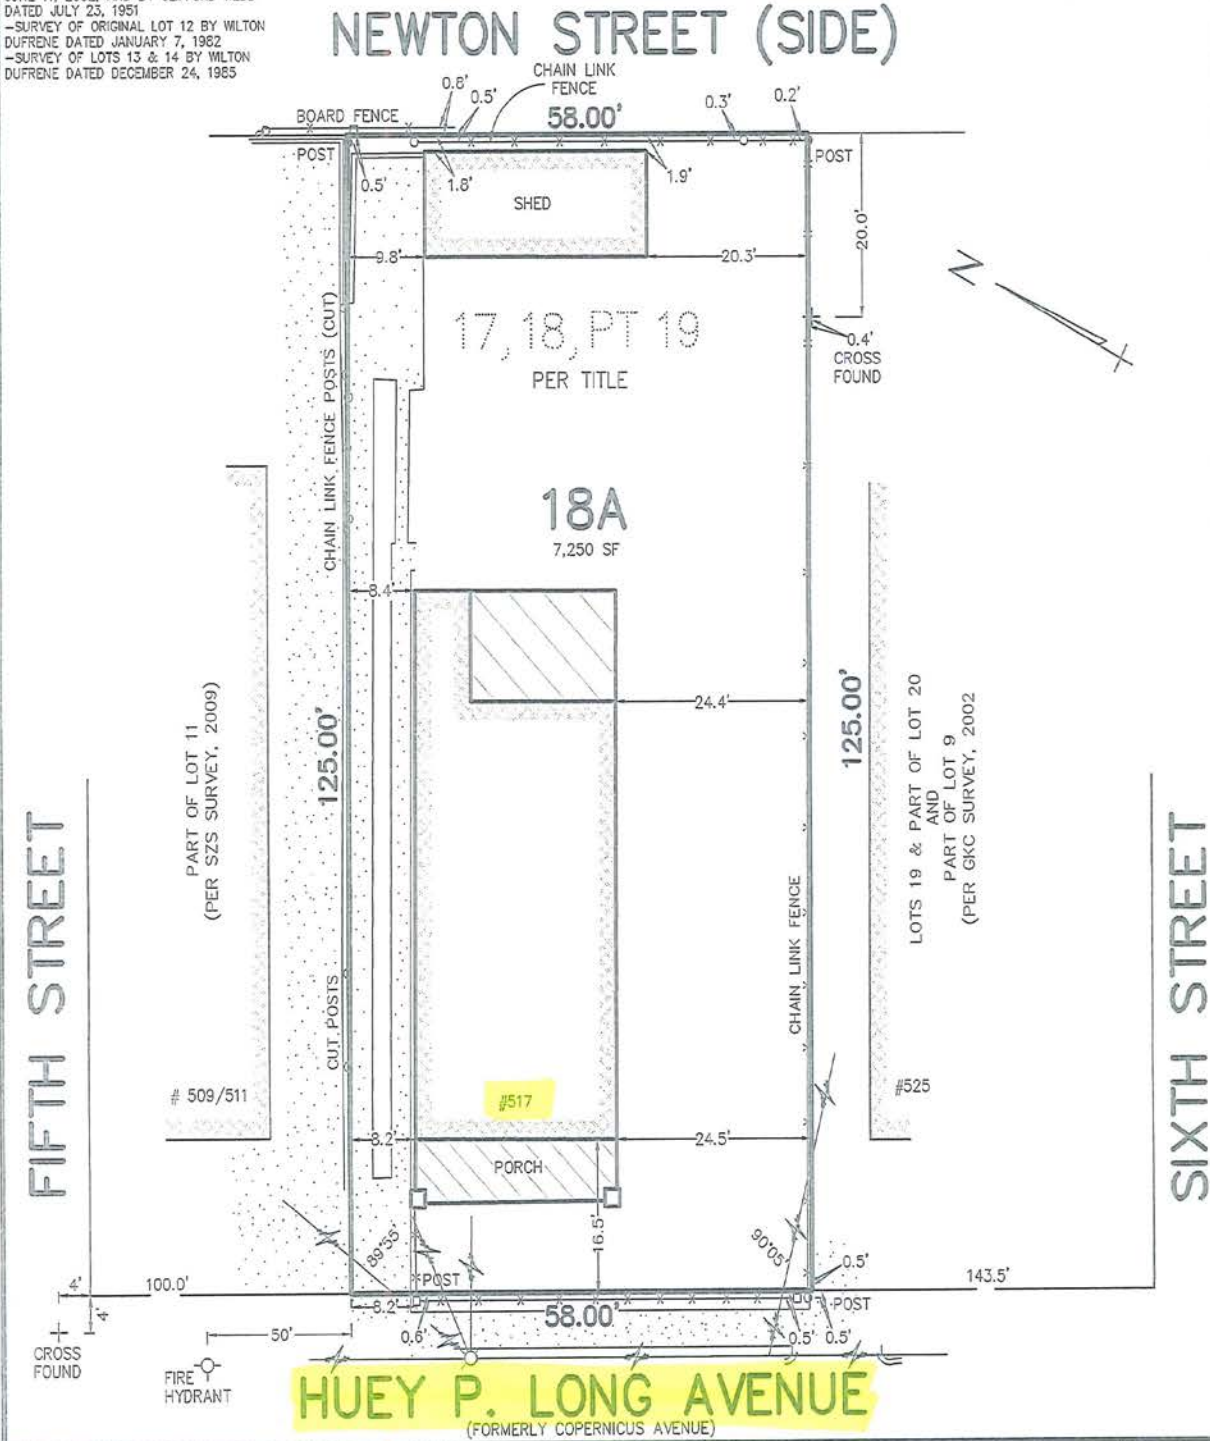 DATED JULY 23, 1951
-SURVEY OF ORIGINAL LOT 12 BY WILTON
DUFRENE DATED JANUARY 7, 1982
-SURVEY OF LOTS 13 & 14 BY WILTON
DUFRENE DATED DECEMBER 24, 1985
NEWTON STREET (SIDE)
CHAIN LINK
FENCE
0.8'
0.5'
BOARD FENCE
58.00'
0.3'
0.2'
POST
POST
0.5'
1.8'
1.9'
SHED
20.0'
9.8'
20.3'
N
17, 18, PT 19
PER TITLE
0.4'
CROSS
FOUND
CHAIN LINK FENCE POSTS (CUT)
18A
7,250 SF
8.4'
24.4'
125.00'
125.00'
PART OF LOT 11
(PER SZS SURVEY, 2009)
LOTS 19 & PART OF LOT 20
AND
PART OF LOT 9
(PER GKC SURVEY, 2002
FIFTH STREET
SIXTH STREET
CHAIN LINK FENCE
CUT POSTS
# 509/511
#517
#525
8.2'
24.5'
PORCH
16.5'
89°55'
90°05'
POST
0.5'
4'
100.0'
143.5'
8.2'
58.00'
POST
4'
50'
0.6'
0.5'
0.5'
CROSS
FOUND
FIRE
HYDRANT
HUEY P. LONG AVENUE
(FORMERLY COPERNICUS AVENUE)